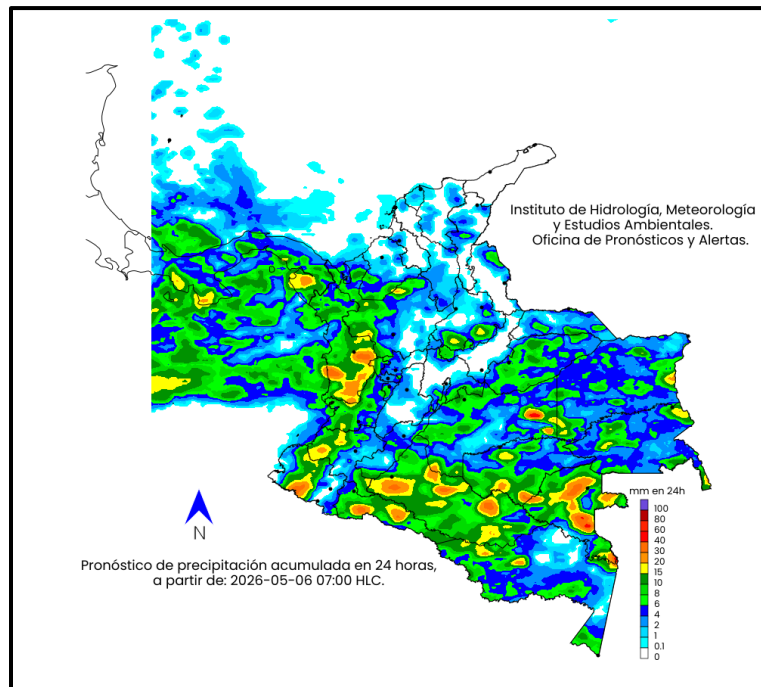 Instituto de Hidrología, Meteorología
y Estudios Ambientales.
Oficina de Pronósticos y Alertas.
mm en 24h
100
80
60
40
30
20
15
10
8
6
4
2
1
0.1
0
N
Pronóstico de precipitación acumulada en 24 horas,
a partir de: 2026-05-06 07:00 HLC.